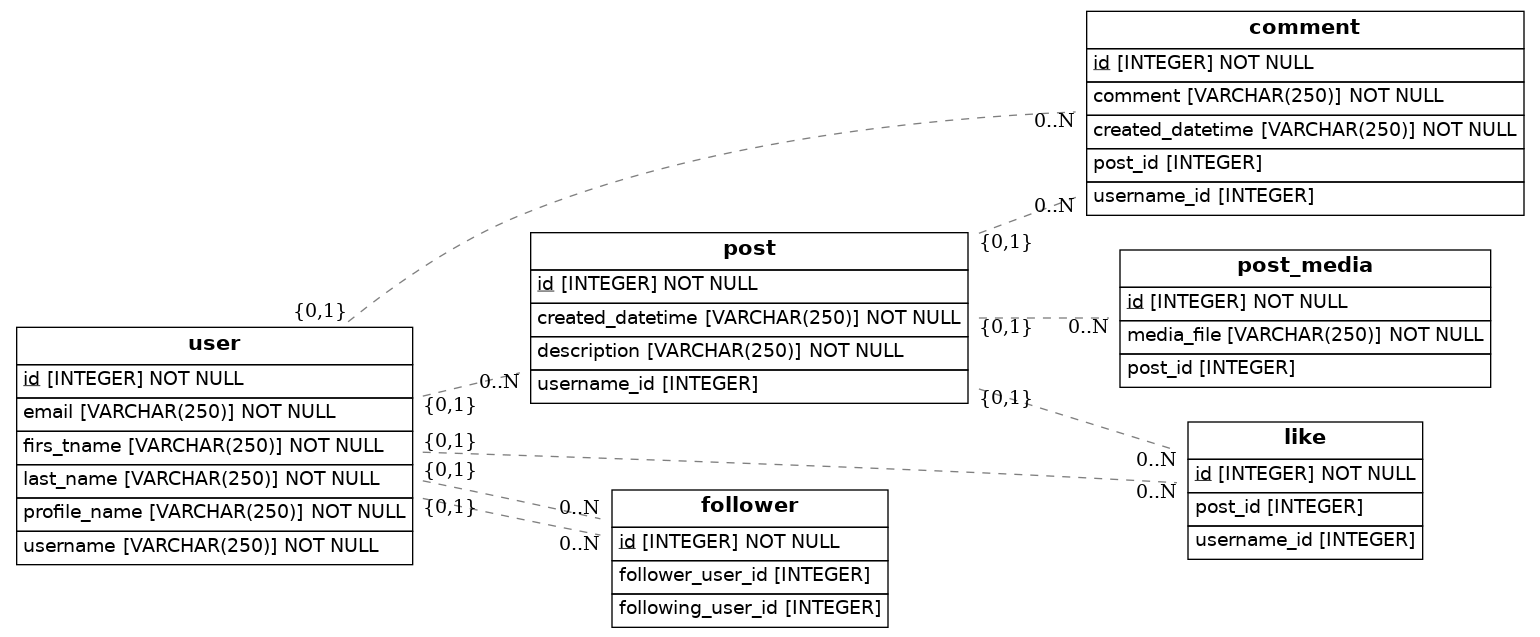 comment
id [INTEGER] NOT NULL
comment [VARCHAR(250)] NOT NULL
created_datetime [VARCHAR(250)] NOT NULL
post_id [INTEGER]
username_id [INTEGER]
0..N
0..N
{0,1}
post
id [INTEGER] NOT NULL
created_datetime [VARCHAR(250)] NOT NULL
description [VARCHAR(250)] NOT NULL
username_id [INTEGER]
{0,1}
{0,1}
0..N
post_media
id [INTEGER] NOT NULL
media_file [VARCHAR(250)] NOT NULL
post_id [INTEGER]
{0,1}
user
id [INTEGER] NOT NULL
email [VARCHAR(250)] NOT NULL
firs_tname [VARCHAR(250)] NOT NULL
last_name [VARCHAR(250)] NOT NULL
profile_name [VARCHAR(250)] NOT NULL
username [VARCHAR(250)] NOT NULL
0..N
{0,1}
{0,1}
{0,1}
{0,1}
0..N
0..N
follower
id [INTEGER] NOT NULL
follower_user_id [INTEGER]
following_user_id [INTEGER]
0..N
0..N
like
id [INTEGER] NOT NULL
post_id [INTEGER]
username_id [INTEGER]